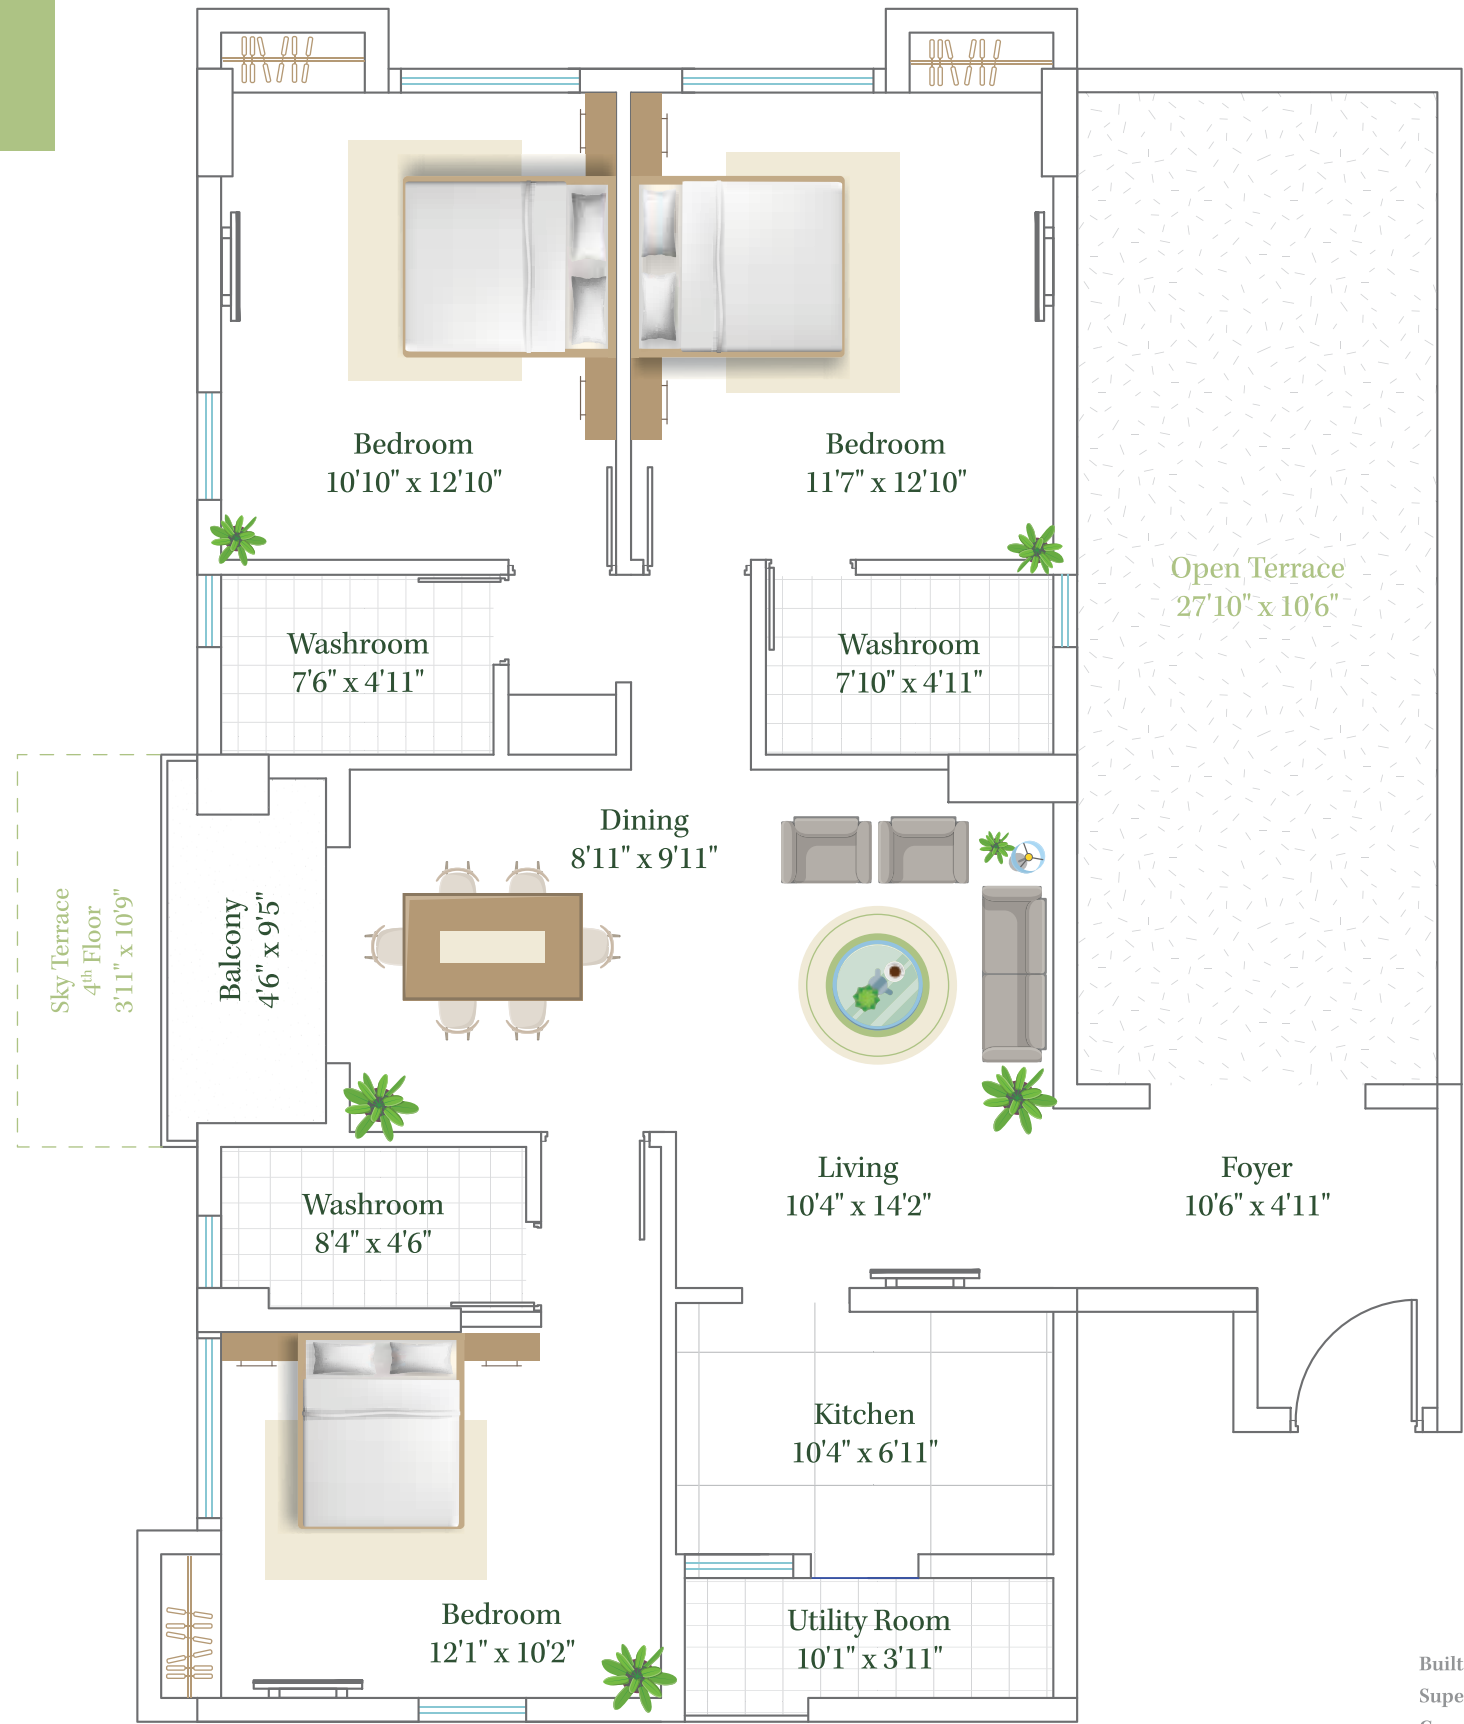 Bedroom
10'10" x 12'10"
Bedroom
11'7" x 12'10"
Open Terrace
27'10" x 10'6"
Washroom
7'6" x 4'11"
Washroom
7'10" x 4'11"
Dining
8'11" x 9'11"
Sky Terrace
4th Floor
3'11" x 10'9"
Balcony
4'6" x 9'5"
Living
10'4" x 14'2"
Foyer
10'6" x 4'11"
Washroom
8'4" x 4'6"
Kitchen
10'4" x 6'11"
Bedroom
12'1" x 10'2"
Utility Room
10'1" x 3'11"
Built
Supe